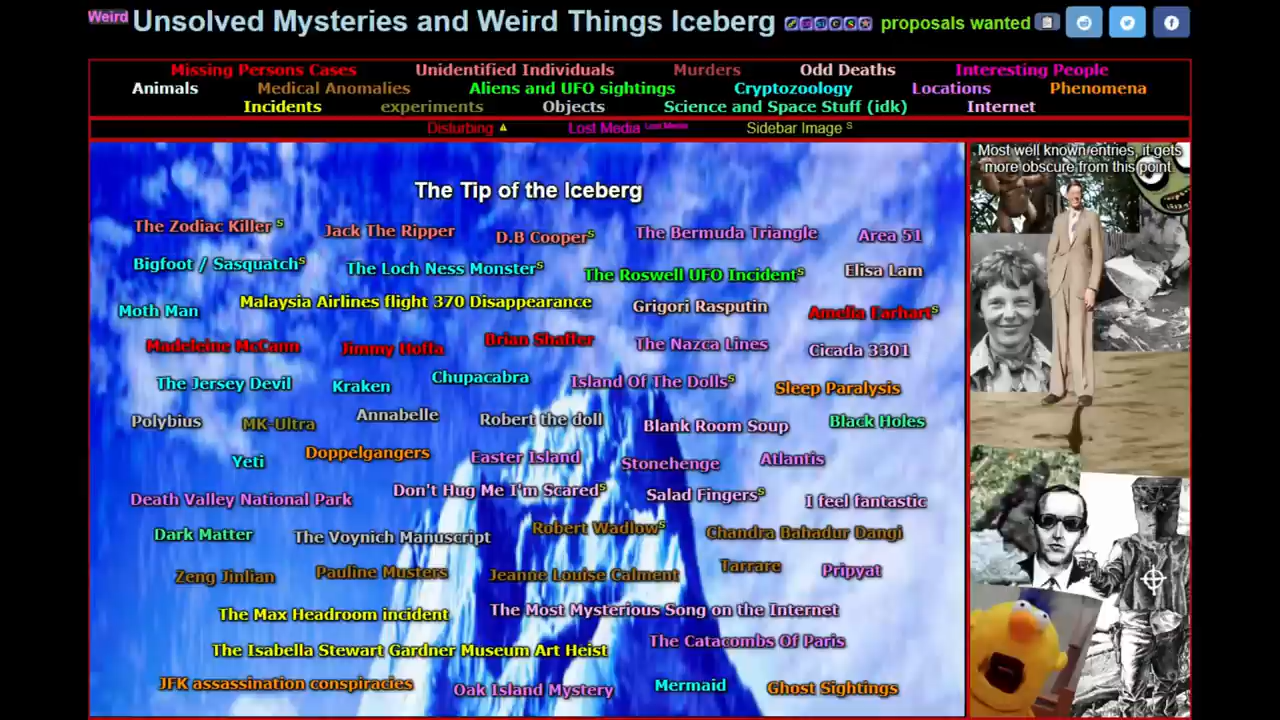 Weird Unsolved Mysteries and Weird Things Iceberg proposals wanted
Missing Persons Cases Unidentified Individuals Murders Odd Deaths Interesting People
Animals Medical Anomalies Aliens and UFO sightings Cryptozoology Locations Phenomena
Incidents experiments Objects Science and Space Stuff (idk) Internet
Disturbing Lost Media Lost Media Sidebar Image S
The Tip of the Iceberg
The Zodiac Killer S Jack The Ripper D.B Cooper S The Bermuda Triangle Area 51
Bigfoot / Sasquatch S The Loch Ness Monster S The Roswell UFO Incident S Elisa Lam
Moth Man Malaysia Airlines flight 370 Disappearance Grigori Rasputin Amelia Earhart S
Madeleine McCann Jimmy Hoffa Brian Shaffer The Nazca Lines Cicada 3301
The Jersey Devil Kraken Chupacabra Island Of The Dolls S Sleep Paralysis
Polybius MK-Ultra Annabelle Robert the doll Blank Room Soup Black Holes
Yeti Doppelgangers Easter Island Stonehenge Atlantis
Death Valley National Park Don't Hug Me I'm Scared S Salad Fingers S I feel fantastic
Dark Matter The Voynich Manuscript Robert Wadlow S Chandra Bahadur Dangi
Zeng Jinlian Pauline Musters Jeanne Louise Calment Tarrare Pripyat
The Max Headroom incident The Most Mysterious Song on the Internet
The Isabella Stewart Gardner Museum Art Heist The Catacombs Of Paris
JFK assassination conspiracies Oak Island Mystery Mermaid Ghost Sightings
Most well known entries, it gets
more obscure from this point